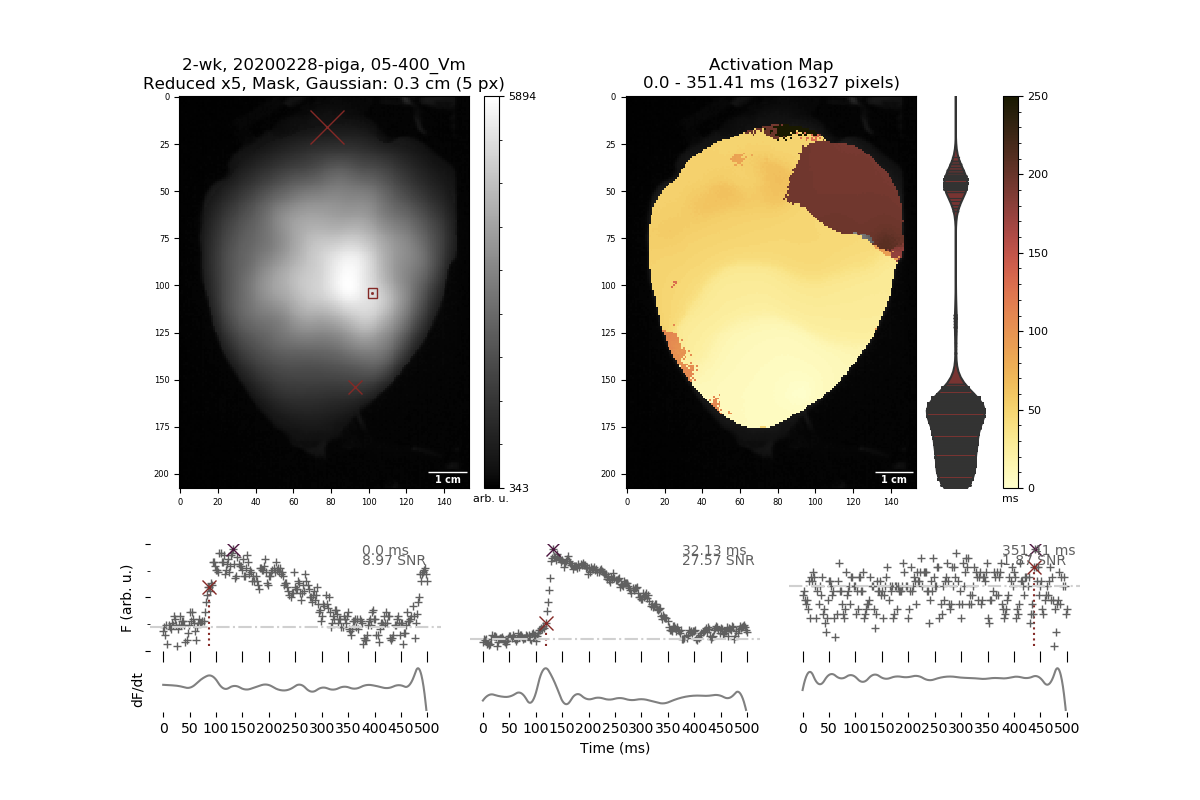 2-wk, 20200228-piga, 05-400_Vm
Reduced x5, Mask, Gaussian: 0.3 cm (5 px)
Activation Map
0.0 - 351.41 ms (16327 pixels)
0
25
50
75
100
125
150
175
200
0 20 40 60 80 100 120 140
1 cm
5894
343
arb. u.
0
25
50
75
100
125
150
175
200
0 20 40 60 80 100 120 140
1 cm
250
200
150
100
50
0
ms
F (arb. u.)
dF/dt
0.0 ms
8.97 SNR
32.13 ms
27.57 SNR
0 50 100 150 200 250 300 350 400 450 500
0 50 100 150 200 250 300 350 400 450 500
0 50 100 150 200 250 300 350 400 450 500
Time (ms)